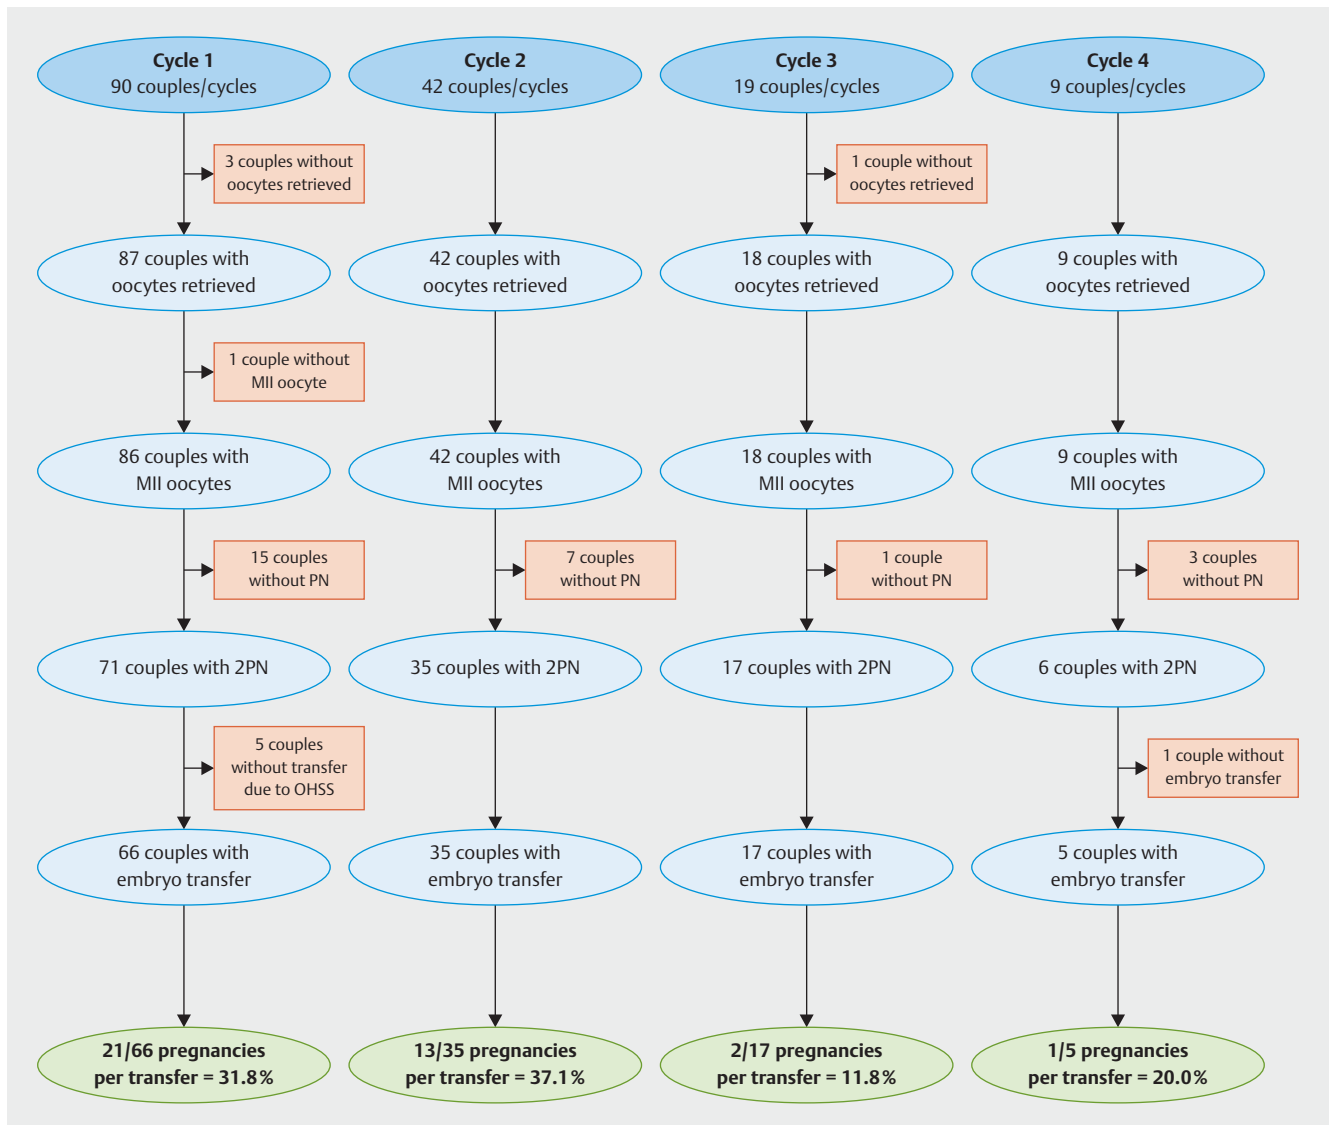 Cycle 1
90 couples/cycles
3 couples without
oocytes retrieved
87 couples with
oocytes retrieved
1 couple without
MII oocyte
86 couples with
MII oocytes
15 couples
without PN
71 couples with 2PN
5 couples
without transfer
due to OHSS
66 couples with
embryo transfer
21/66 pregnancies
per transfer = 31.8%
Cycle 2
42 couples/cycles
42 couples with
oocytes retrieved
42 couples with
MII oocytes
7 couples
without PN
35 couples with 2PN
35 couples with
embryo transfer
13/35 pregnancies
per transfer = 37.1%
Cycle 3
19 couples/cycles
1 couple without
oocytes retrieved
18 couples with
oocytes retrieved
18 couples with
MII oocytes
1 couple
without PN
17 couples with 2PN
17 couples with
embryo transfer
2/17 pregnancies
per transfer = 11.8%
Cycle 4
9 couples/cycles
9 couples with
oocytes retrieved
9 couples with
MII oocytes
3 couples
without PN
6 couples with 2PN
1 couple without
embryo transfer
5 couples with
embryo transfer
1/5 pregnancies
per transfer = 20.0%